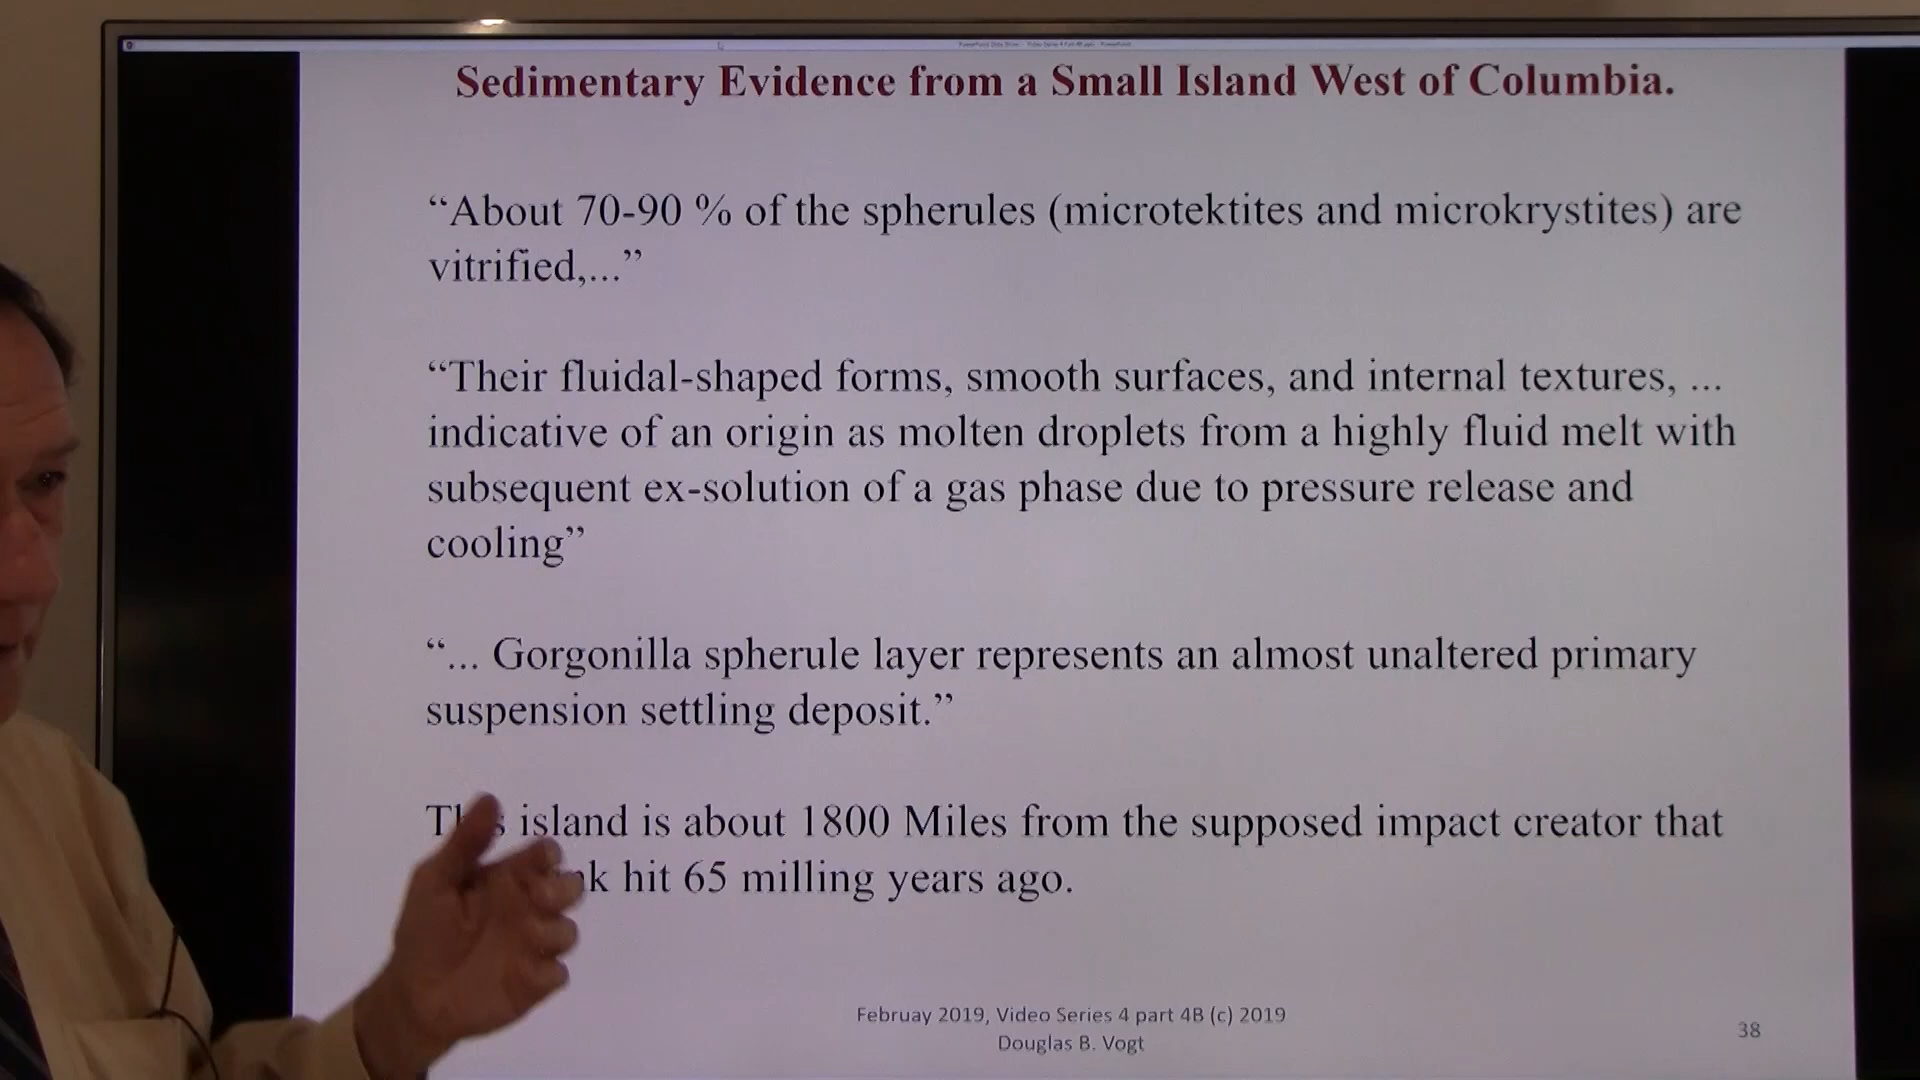 Sedimentary Evidence from a Small Island West of Columbia.
“About 70-90 % of the spherules (microtektites and microkrystites) are
vitrified,...”
“Their fluidal-shaped forms, smooth surfaces, and internal textures, ...
indicative of an origin as molten droplets from a highly fluid melt with
subsequent ex-solution of a gas phase due to pressure release and
cooling”
“... Gorgonilla spherule layer represents an almost unaltered primary
suspension settling deposit.”
island is about 1800 Miles from the supposed impact creator that
hit 65 milling years ago.
Februay 2019, Video Series 4 part 4B (c) 2019
Douglas B. Vogt
38